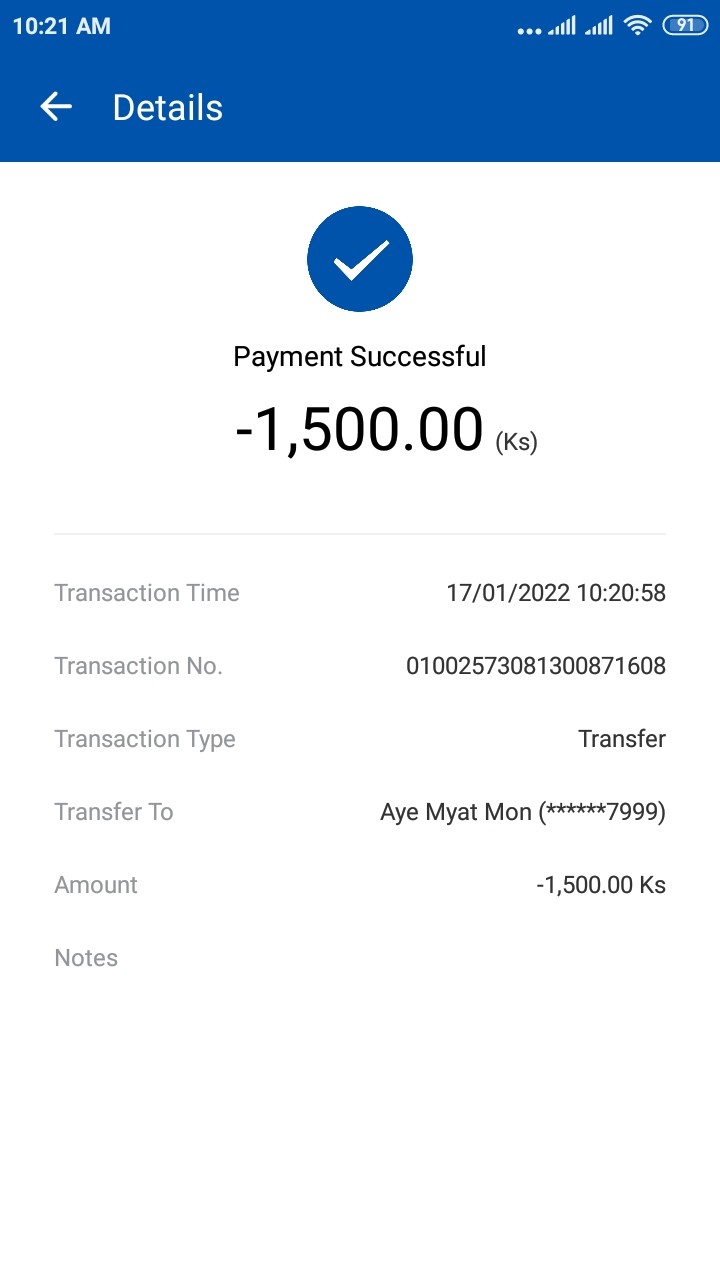 10:21 AM
91
Details
Payment Successful
-1,500.00 (Ks)
Transaction Time 17/01/2022 10:20:58
Transaction No. 01002573081300871608
Transaction Type Transfer
Transfer To Aye Myat Mon (******7999)
Amount -1,500.00 Ks
Notes